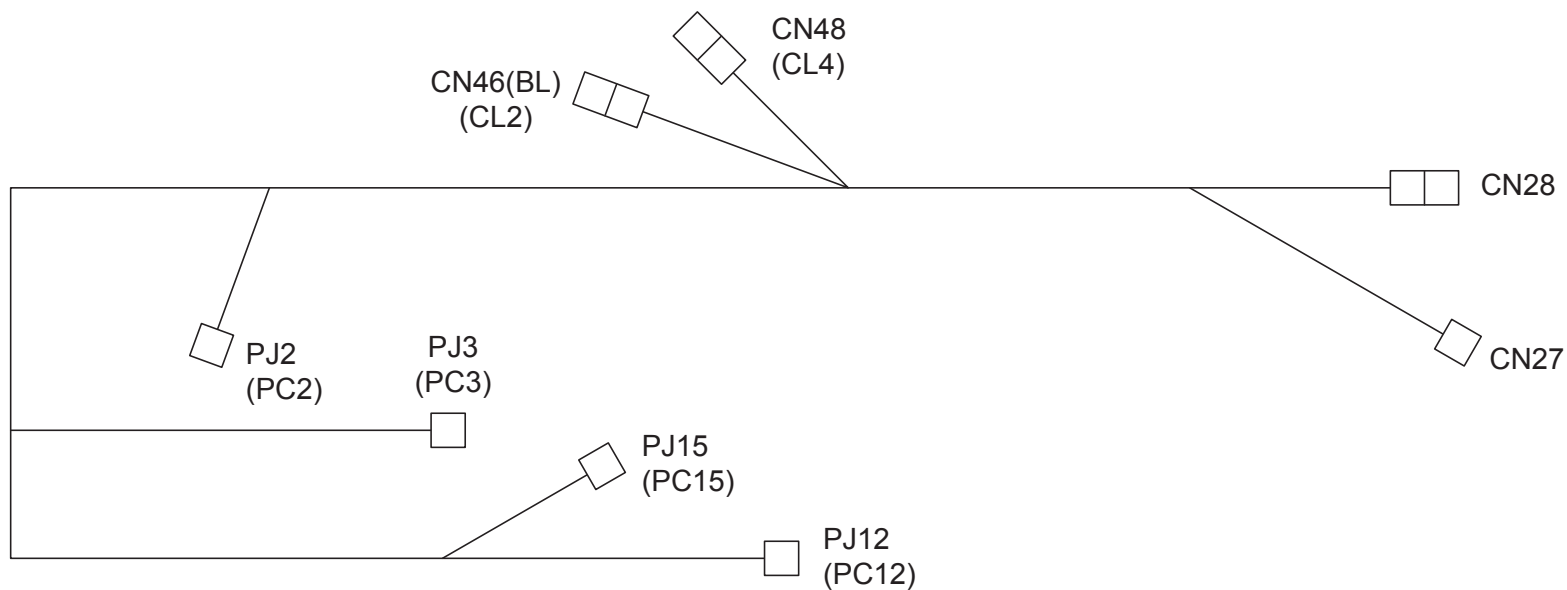 CN48
(CL4)
CN46(BL)
(CL2)
CN28
PJ2
(PC2)
PJ3
(PC3)
CN27
PJ15
(PC15)
PJ12
(PC12)